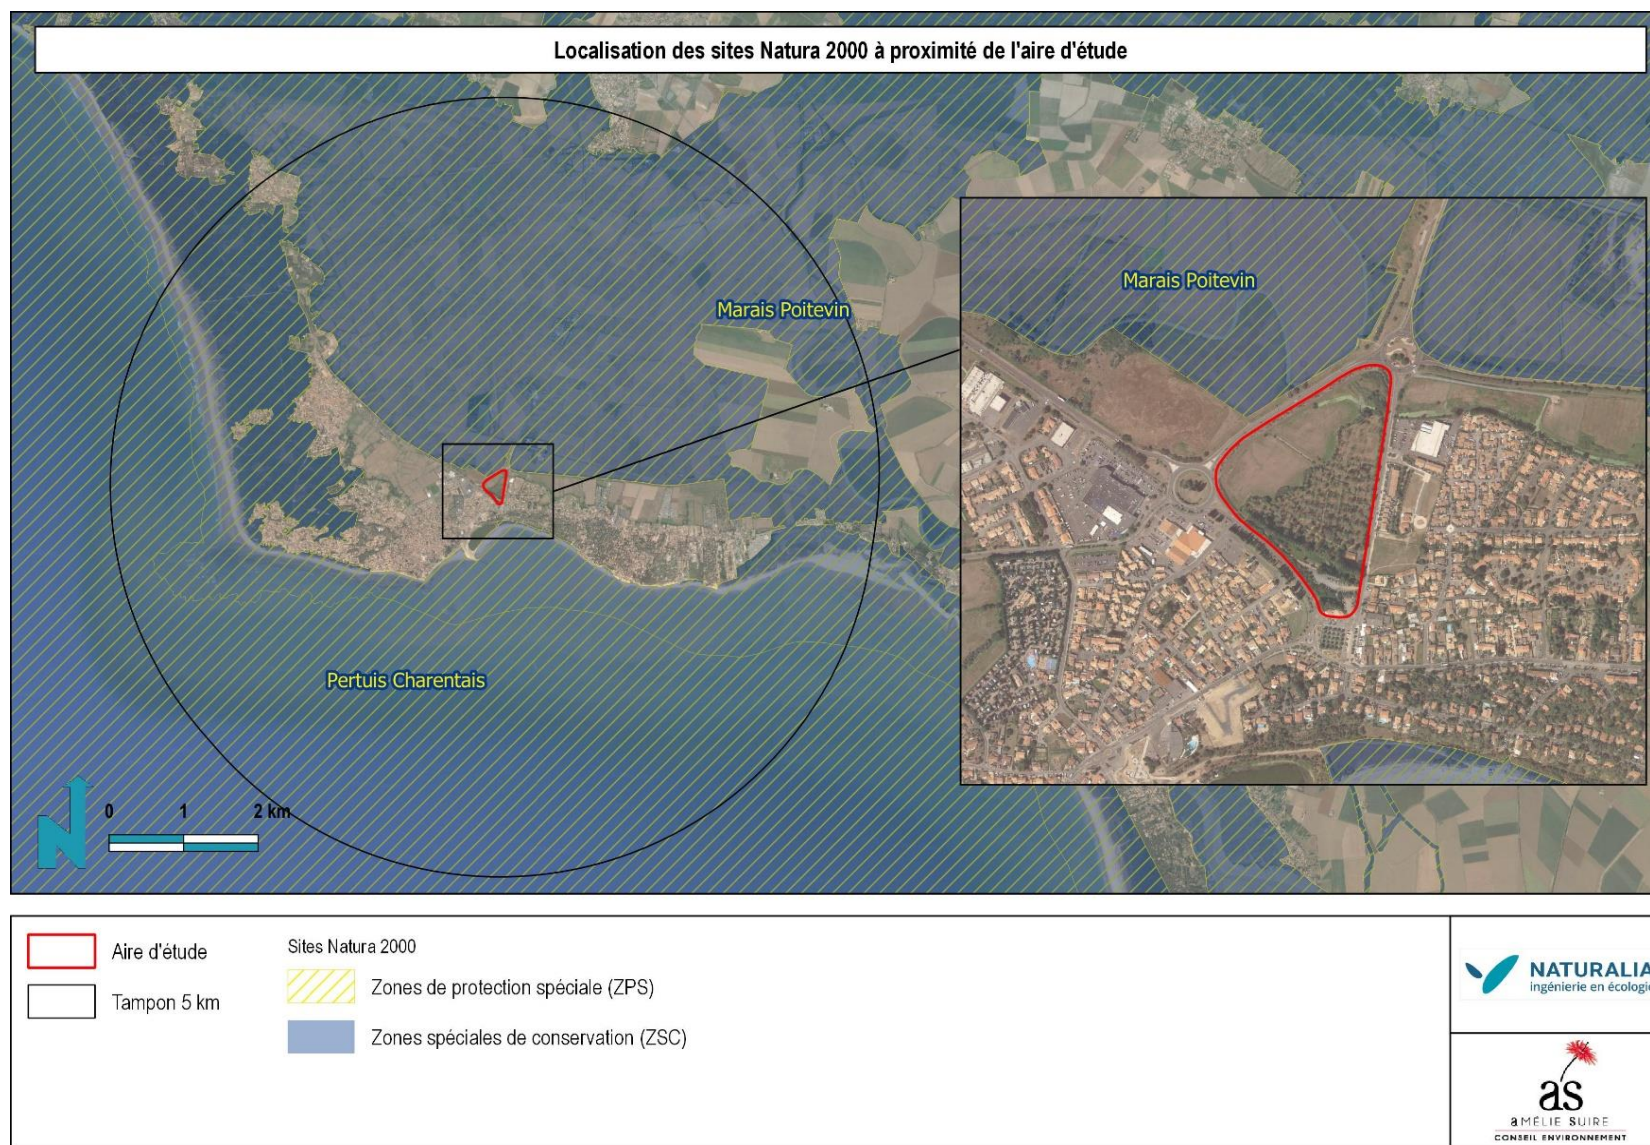 Localisation des sites Natura 2000 à proximité de l'aire d'étude
Marais Poitevin
Marais Poitevin
Pertuis Charentais
0 1 2 km
Aire d'étude
Tampon 5 km
Sites Natura 2000
Zones de protection spéciale (ZPS)
Zones spéciales de conservation (ZSC)
NATURALIA
ingénierie en écologie
as
aMÉLIE SUIRE
CONSEIL ENVIRONNEMENT